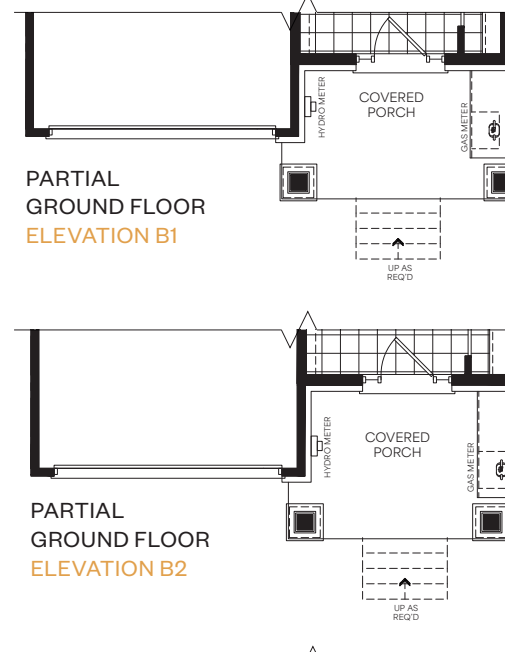 COVERED
PORCH
HYDRO METER
GAS METER
PARTIAL
GROUND FLOOR
ELEVATION B1
UP AS
REQ'D
COVERED
PORCH
HYDRO METER
GAS METER
PARTIAL
GROUND FLOOR
ELEVATION B2
UP AS
REQ'D